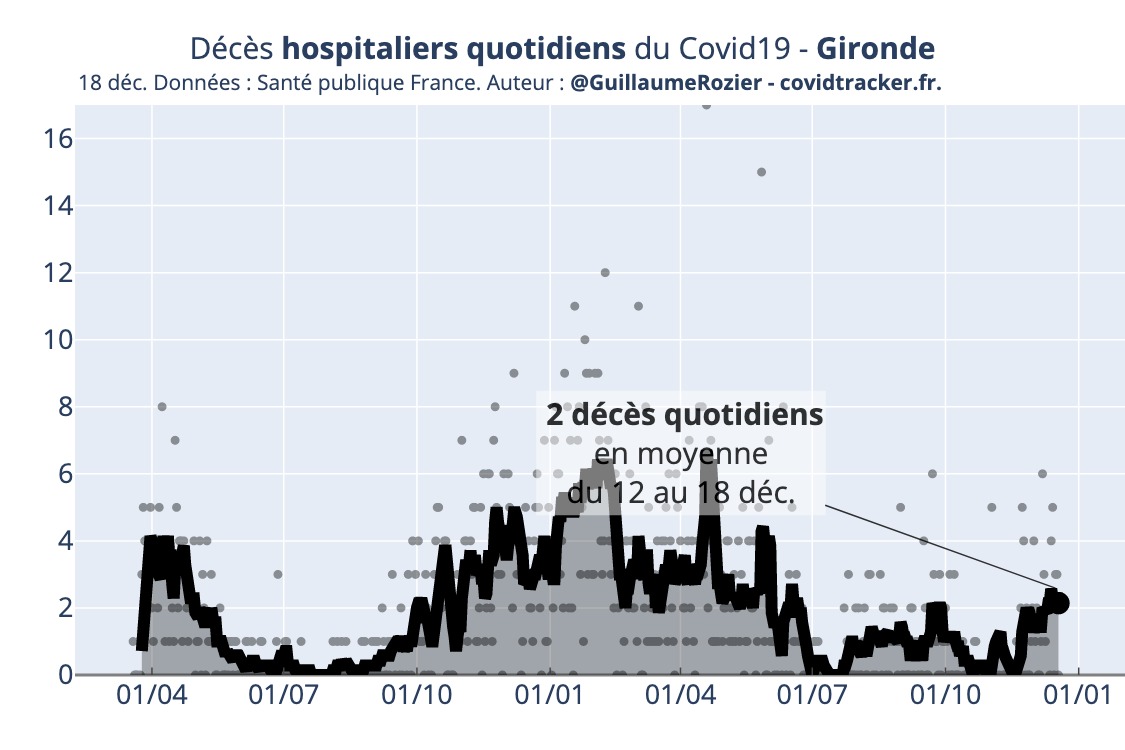 Décès hospitaliers quotidiens du Covid19 - Gironde
18 déc. Données : Santé publique France. Auteur : @GuillaumeRozier - covidtracker.fr.
16
14
12
10
8
2 décès quotidiens
en moyenne
6
du 12 au 18 déc.
4
2
0
01/04 01/07 01/10 01/01 01/04 01/07 01/10 01/01